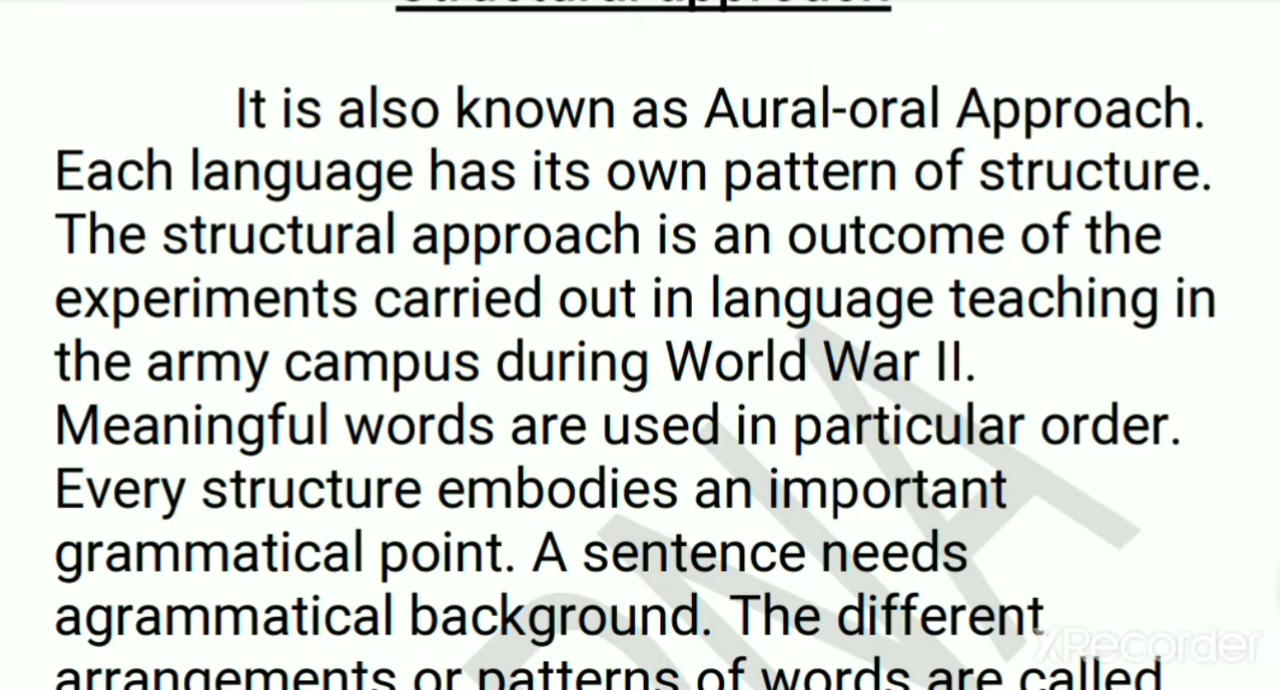 Structural approach
It is also known as Aural-oral Approach.
Each language has its own pattern of structure.
The structural approach is an outcome of the
experiments carried out in language teaching in
the army campus during World War II.
Meaningful words are used in particular order.
Every structure embodies an important
grammatical point. A sentence needs
agrammatical background. The different
XRecorder
arrangements or patterns of words are called